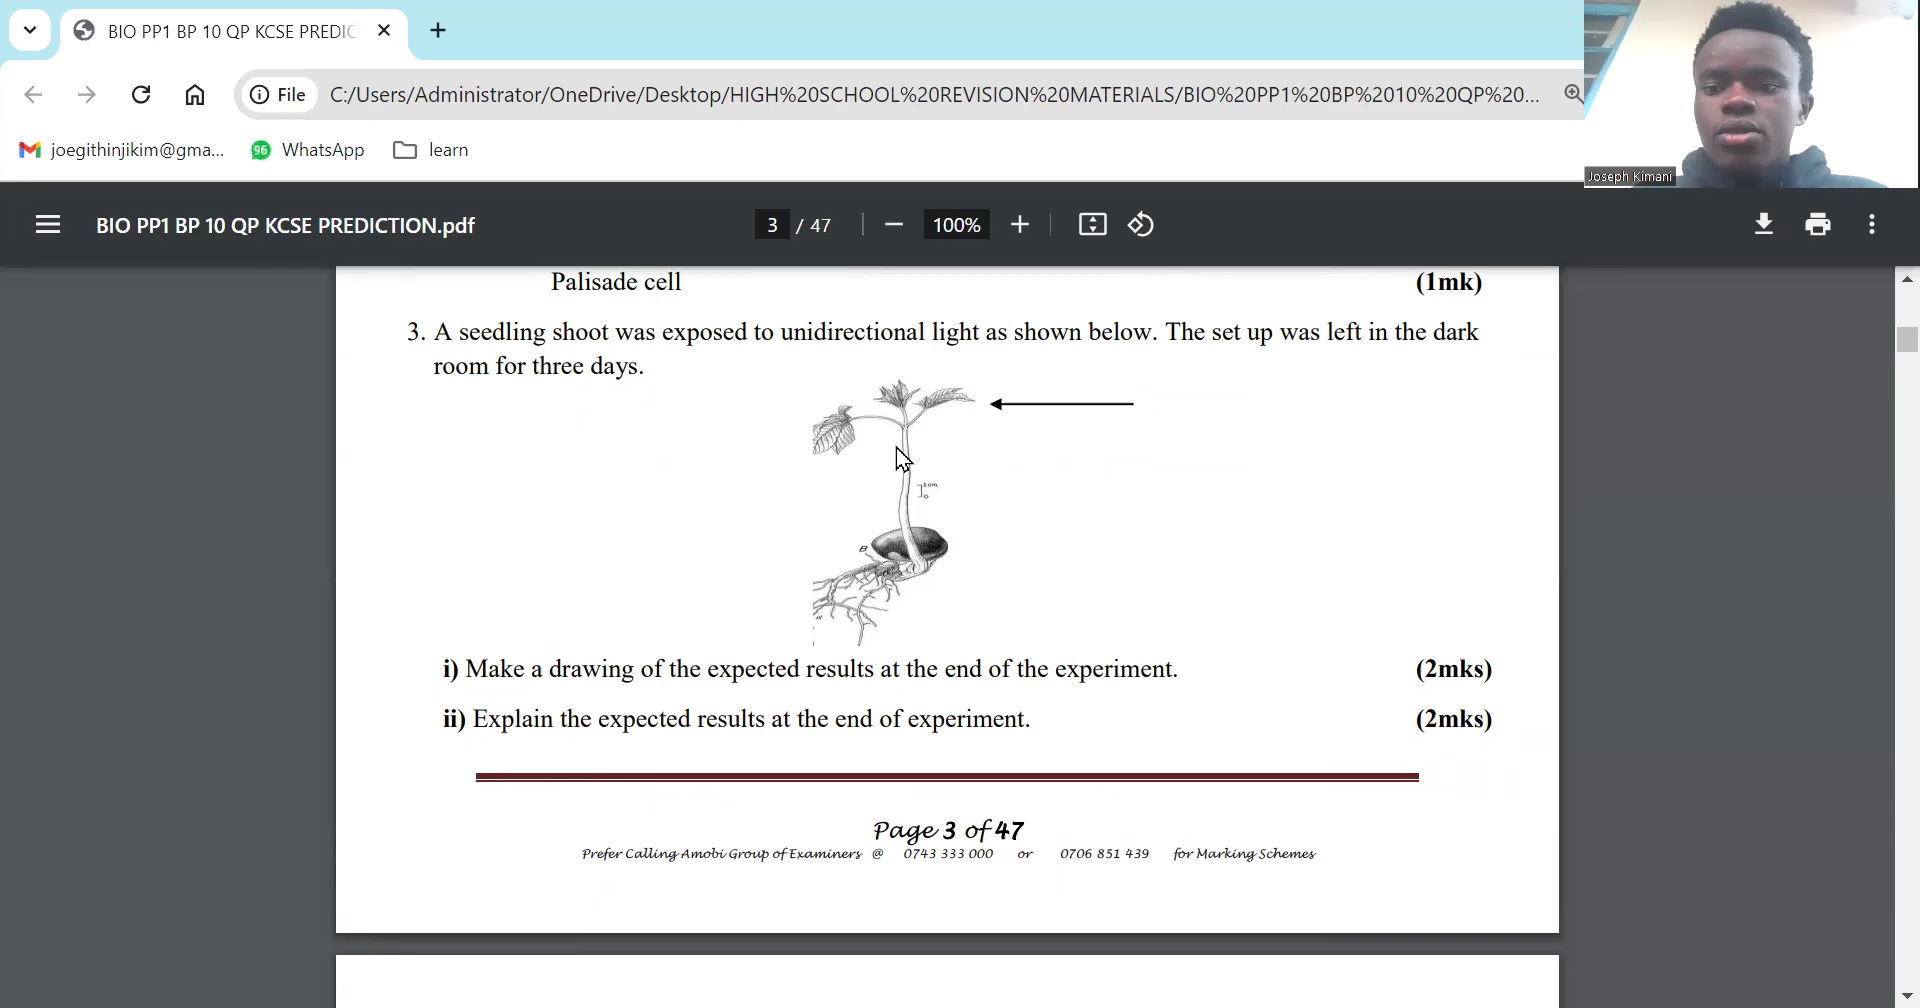 BIO PP1 BP 10 QP KCSE PREDIC
File
C:/Users/Administrator/OneDrive/Desktop/HIGH%20SCHOOL%20REVISION%20MATERIALS/BIO%20PP1%20BP%2010%20QP%20...
joegithinjikim@gma...
96
WhatsApp
learn
Joseph Kimani
BIO PP1 BP 10 QP KCSE PREDICTION.pdf
3 / 47
100%
Palisade cell (1mk)
3. A seedling shoot was exposed to unidirectional light as shown below. The set up was left in the dark
room for three days.
B
i) Make a drawing of the expected results at the end of the experiment. (2mks)
ii) Explain the expected results at the end of experiment. (2mks)
Page 3 of 47
Prefer Calling Amobi Group of Examiners @ 0743 333 000 or 0706 851 439 for Marking Schemes